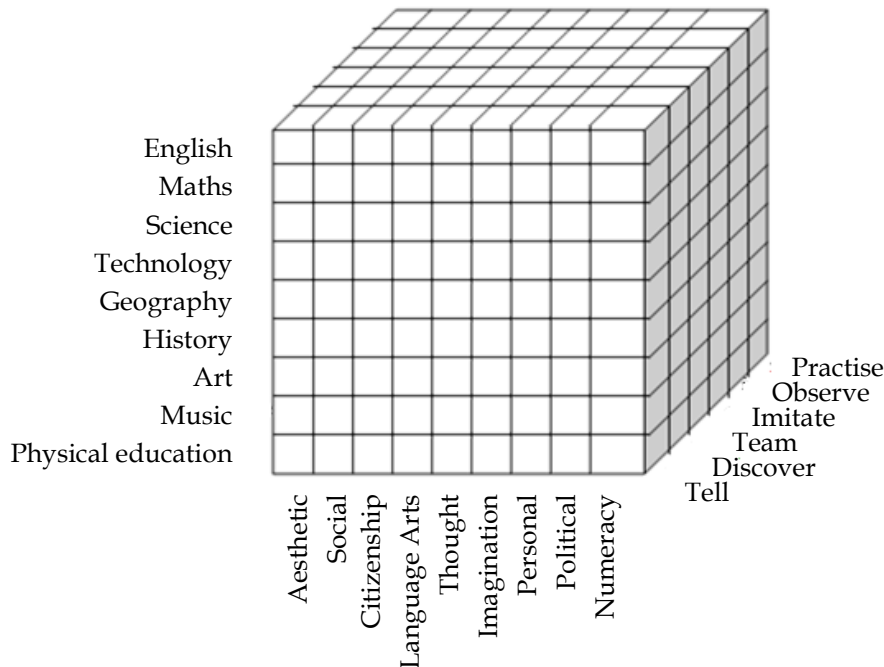 English
Maths
Science
Technology
Geography
History
Art
Music
Physical education
Practise
Observe
Imitate
Team
Discover
Tell
Aesthetic
Social
Citizenship
Language Arts
Thought
Imagination
Personal
Political
Numeracy